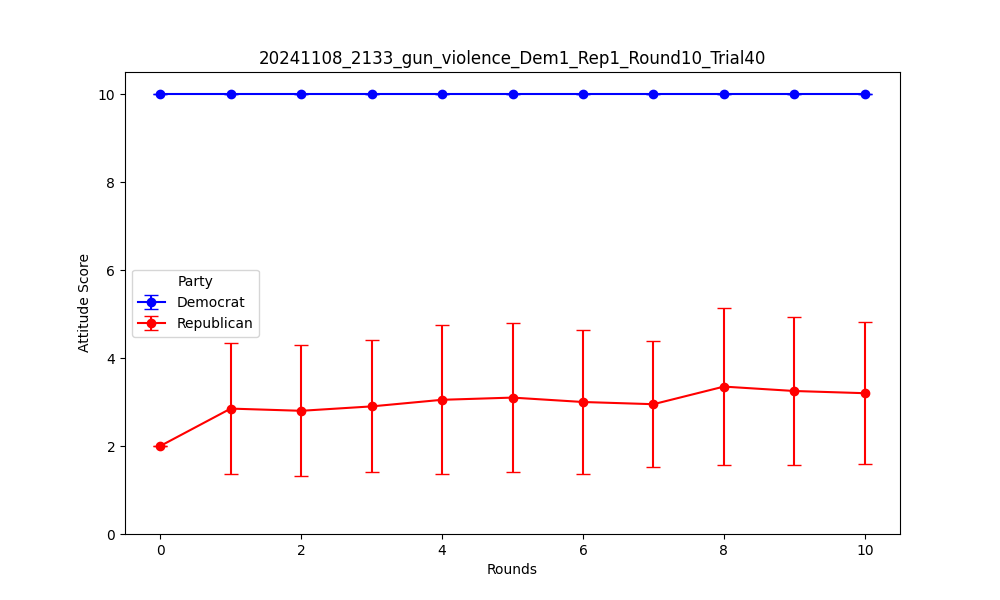 20241108_2133_gun_violence_Dem1_Rep1_Round10_Trial40
10
8
6
4
2
0
Attitude Score
Party
Democrat
Republican
0 2 4 6 8 10
Rounds